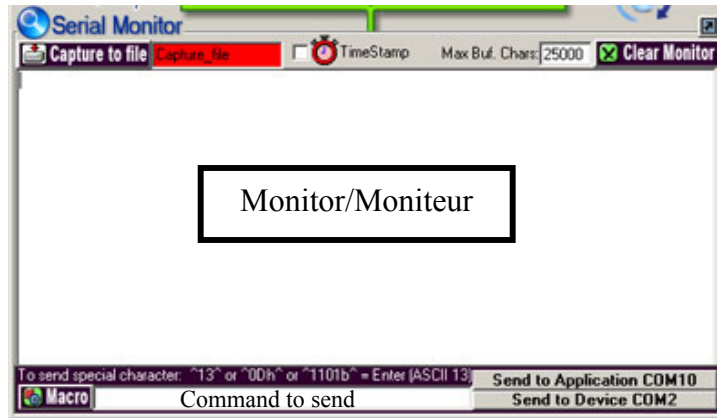 Serial Monitor
Capture to file Capture_file TimeStamp Max Buf. Chars: 25000 Clear Monitor
Monitor/Moniteur
To send special character: ^13^ or ^0Dh^ or ^1101b^ = Enter (ASCII 13)
Send to Application COM10
Macro Command to send Send to Device COM2